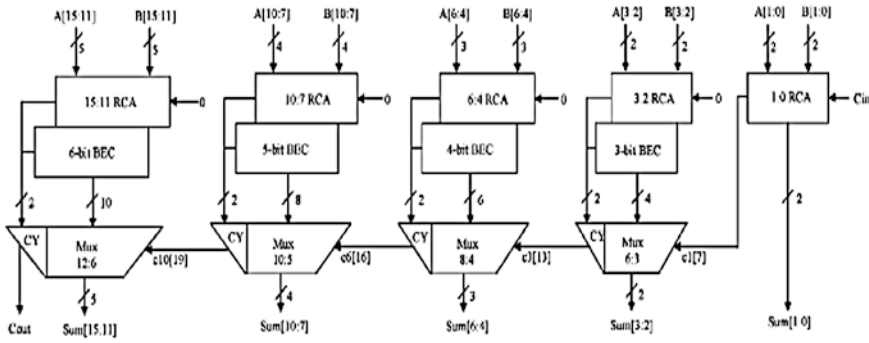 A[15:11] B[15:11] A[10:7] B[10:7] A[6:4] B[6:4] A[3:2] B[3:2] A[1:0] B[1:0]
5 5 4 4 3 3 2 2 2 2
15:11 RCA 0 10:7 RCA 0 6:4 RCA 0 3:2 RCA 0 1:0 RCA Cin
6-bit BEC 5-bit BEC 4-bit BEC 3-bit BEC
2 10 2 8 2 6 2 4 2
CY Mux c10[19] CY Mux c6[16] CY Mux c3[13] CY Mux c1[7]
12:6 10:5 8:4 6:3
5 4 3 2
Cout Sum[15:11] Sum[10:7] Sum[6:4] Sum[3:2] Sum[1:0]